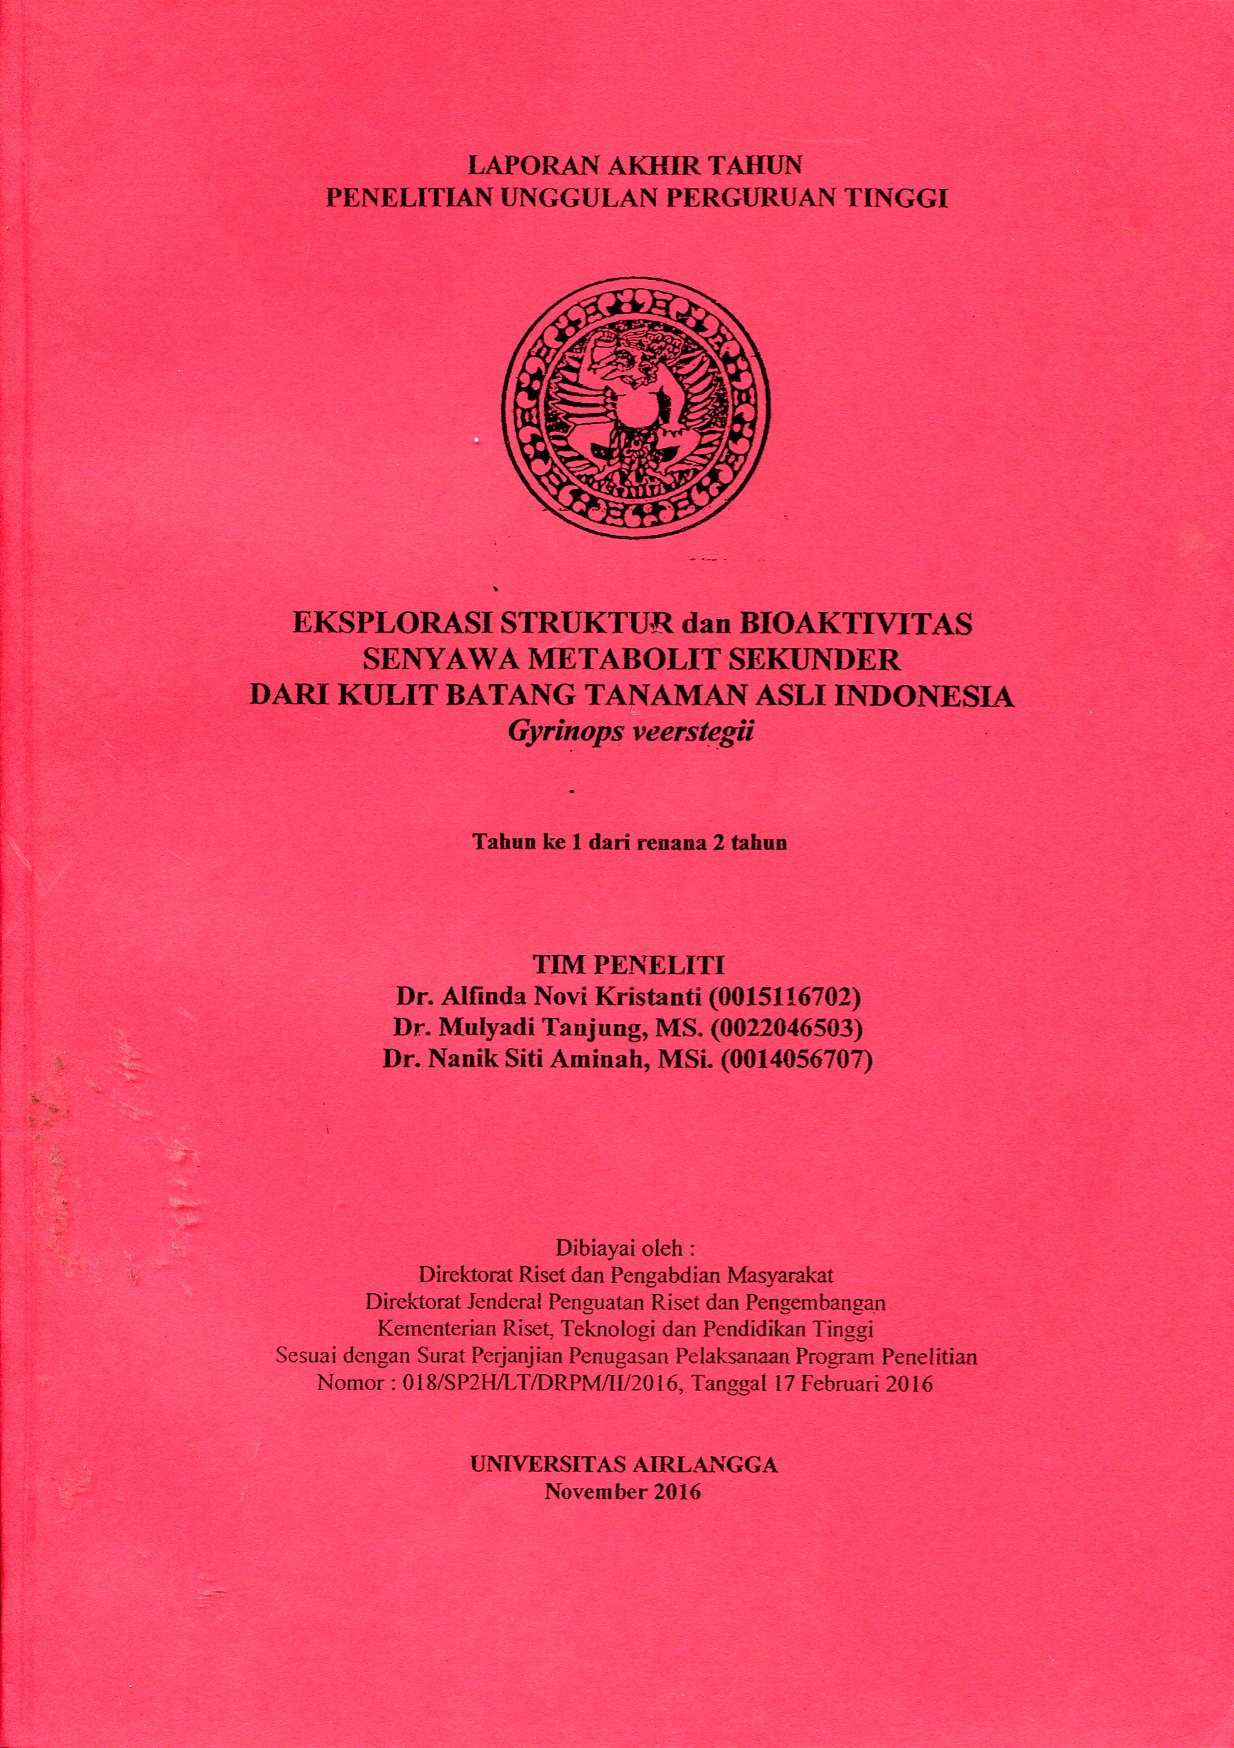 LAPORAN AKHIR TAHUN
PENELITIAN UNGGULAN PERGURUAN TINGGI
EKSPLORASI STRUKTUR dan BIOAKTIVITAS
SENYAWA METABOLIT SEKUNDER
DARI KULIT BATANG TANAMAN ASLI INDONESIA
Gyrinops veerstegii
Tahun ke 1 dari renana 2 tahun
TIM PENELITI
Dr. Alfinda Novi Kristanti (0015116702)
Dr. Mulyadi Tanjung, MS. (0022046503)
Dr. Nanik Siti Aminah, MSi. (0014056707)
Dibiayai oleh :
Direktorat Riset dan Pengabdian Masyarakat
Direktorat Jenderal Penguatan Riset dan Pengembangan
Kementerian Riset, Teknologi dan Pendidikan Tinggi
Sesuai dengan Surat Perjanjian Penugasan Pelaksanaan Program Penelitian
Nomor : 018/SP2H/LT/DRPM/II/2016, Tanggal 17 Februari 2016
UNIVERSITAS AIRLANGGA
November 2016